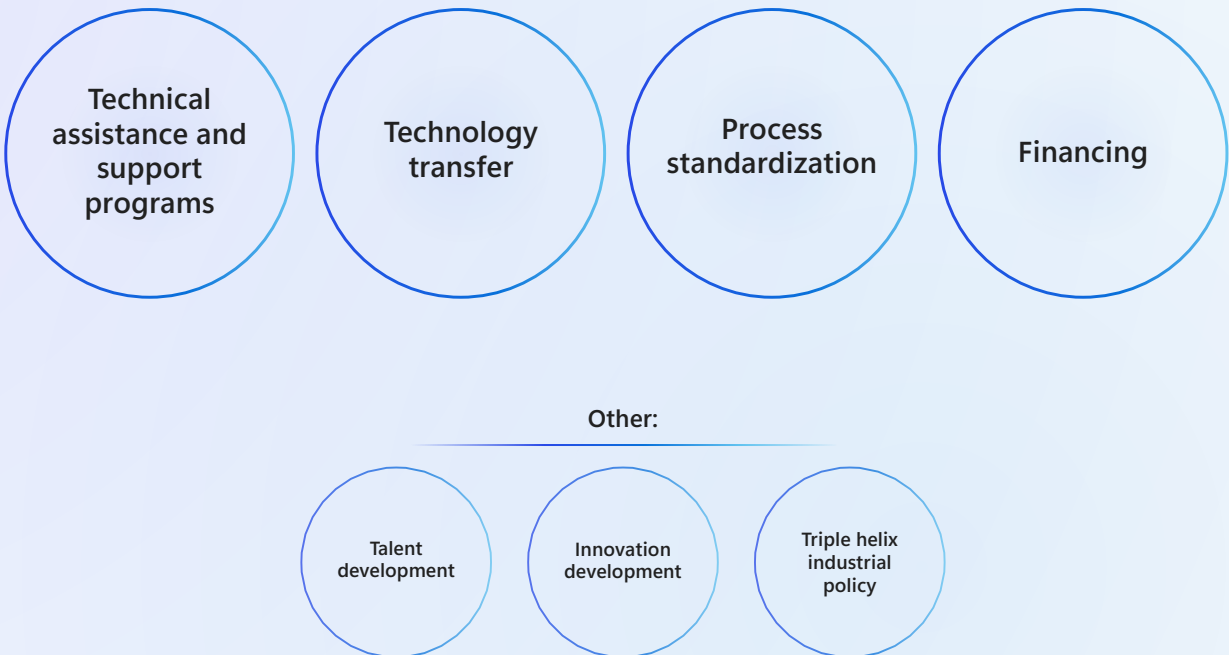 Technical
assistance and
support
programs
Technology
transfer
Process
standardization
Financing
Other:
Talent
development
Innovation
development
Triple helix
industrial
policy